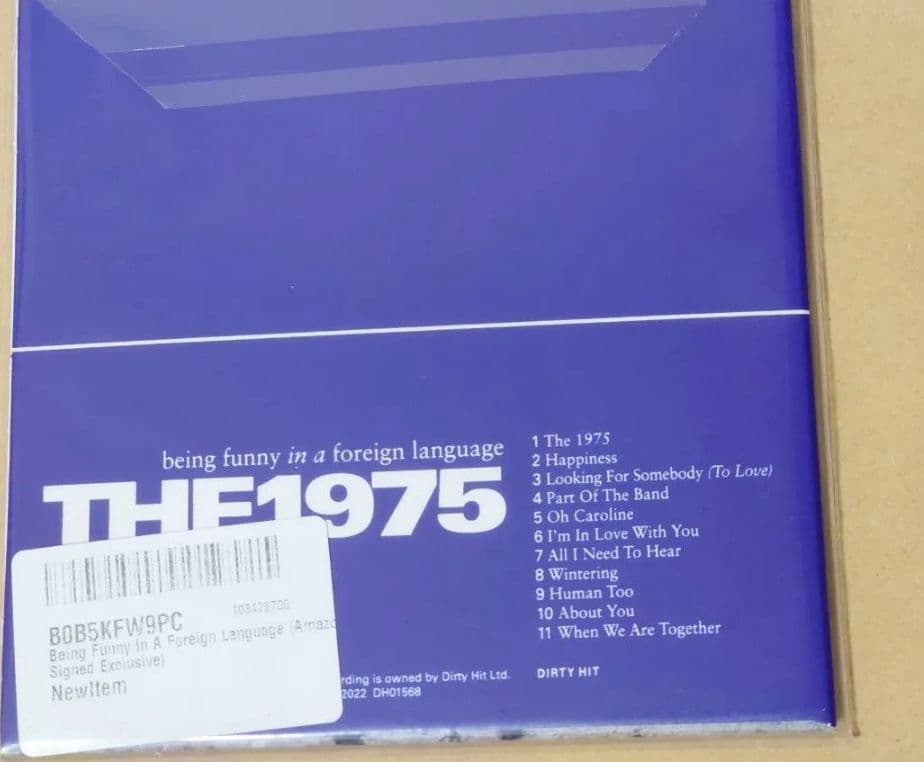 being funny in a foreign language
THE1975
1 The 1975
2 Happiness
3 Looking For Somebody (To Love)
4 Part Of The Band
5 Oh Caroline
6 I'm In Love With You
7 All I Need To Hear
8 Wintering
9 Human Too
10 About You
11 When We Are Together
DIRTY HIT
rding is owned by Dirty Hit Ltd.
2022 DH01568
B0B5KFW9PC
Being Funny In A Foreign Language (Amazo
Signed Exclusive)
NewItem